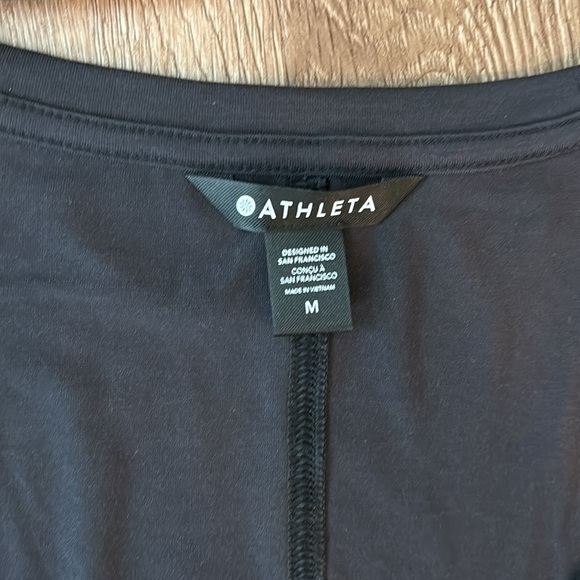 ATHLETA
DESIGNED IN
SAN FRANCISCO
CONÇU À
SAN FRANCISCO
MADE IN VIETNAM
M